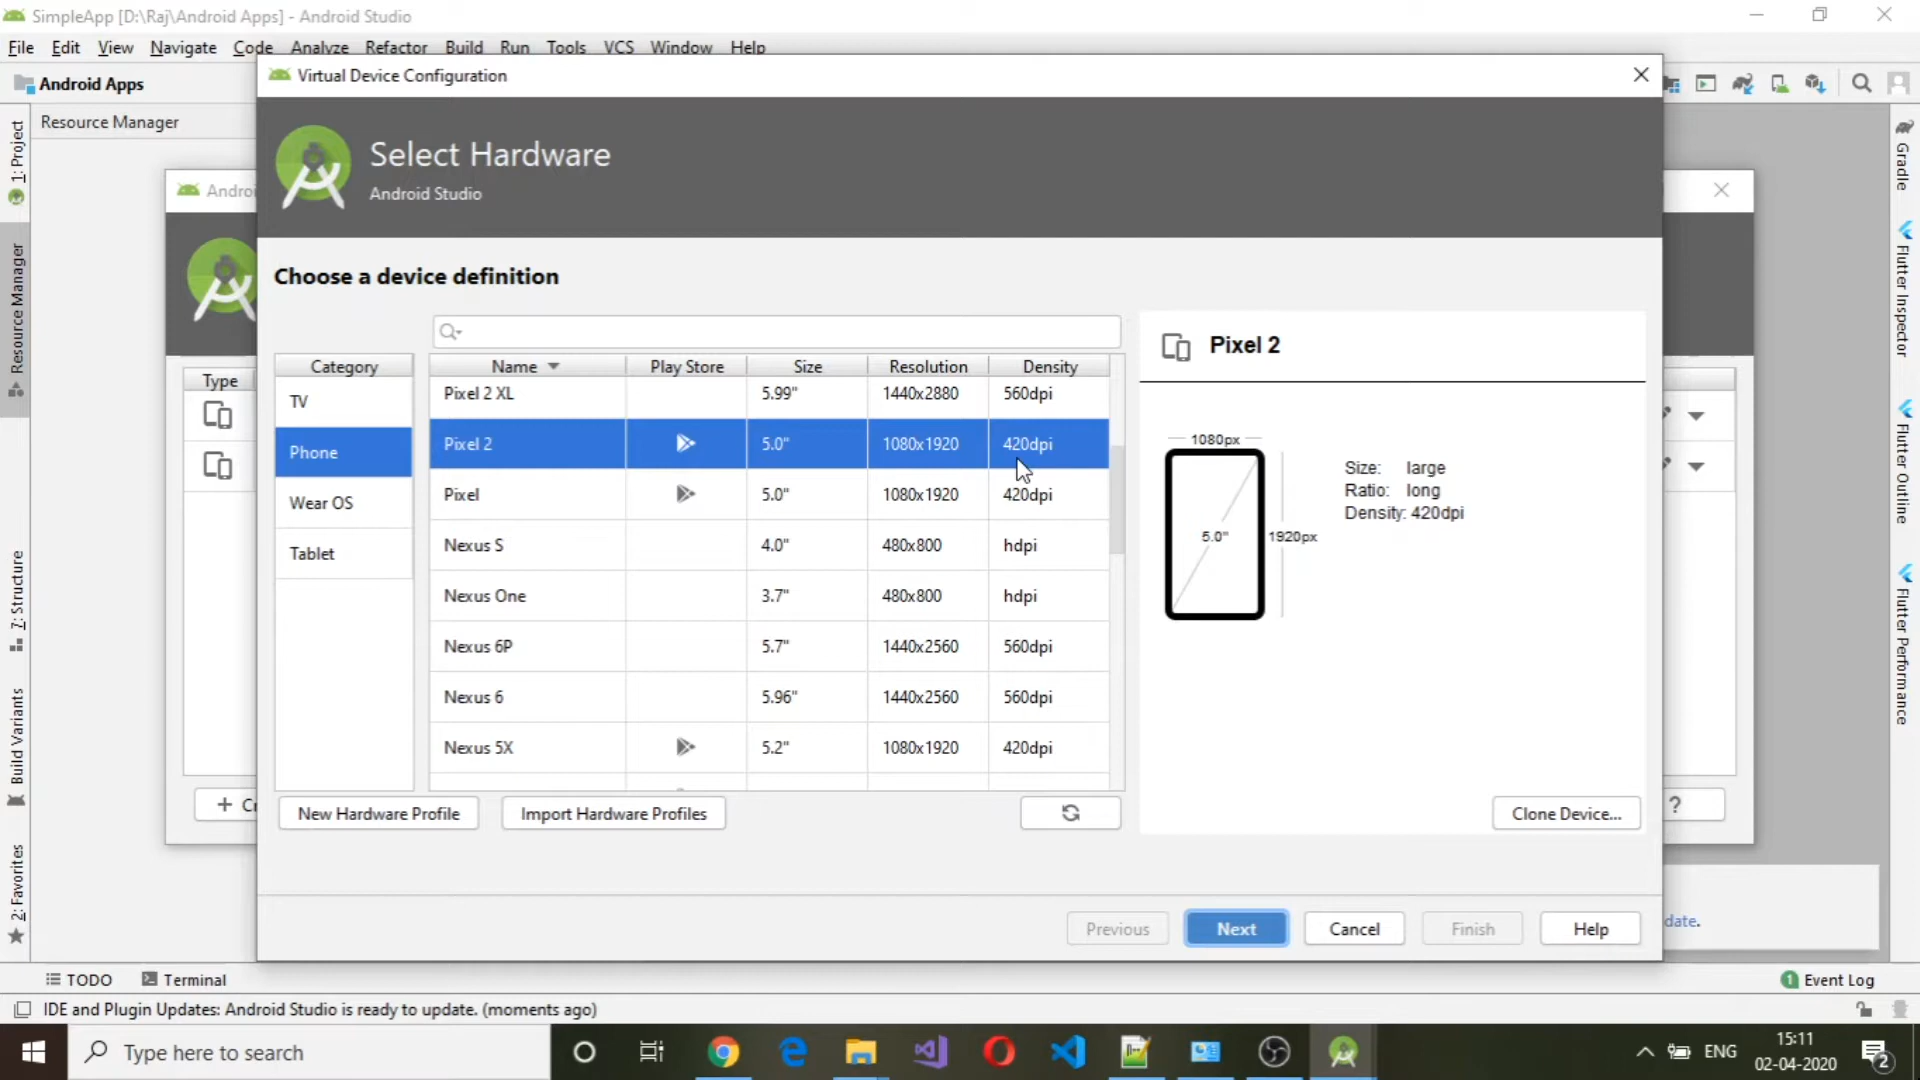 SimpleApp [D:\Raj\Android Apps] - Android Studio
File Edit View Navigate Code Analyze Refactor Build Run Tools VCS Window Help
Android Apps
Resource Manager
1: Project
Resource Manager
7: Structure
Build Variants
2: Favorites
Virtual Device Configuration
Select Hardware
Android Studio
Choose a device definition
Type
Category
TV
Phone
Wear OS
Tablet
Name Play Store Size Resolution Density
Pixel 2 XL 5.99" 1440x2880 560dpi
Pixel 2 5.0" 1080x1920 420dpi
Pixel 5.0" 1080x1920 420dpi
Nexus S 4.0" 480x800 hdpi
Nexus One 3.7" 480x800 hdpi
Nexus 6P 5.7" 1440x2560 560dpi
Nexus 6 5.96" 1440x2560 560dpi
Nexus 5X 5.2" 1080x1920 420dpi
Pixel 2
1080px
5.0"
1920px
Size: large
Ratio: long
Density: 420dpi
New Hardware Profile Import Hardware Profiles
Clone Device...
?
Previous Next Cancel Finish Help
date.
Gradle
Flutter Inspector
Flutter Outline
Flutter Performance
TODO Terminal
1 Event Log
IDE and Plugin Updates: Android Studio is ready to update. (moments ago)
Type here to search
ENG
15:11
02-04-2020
2